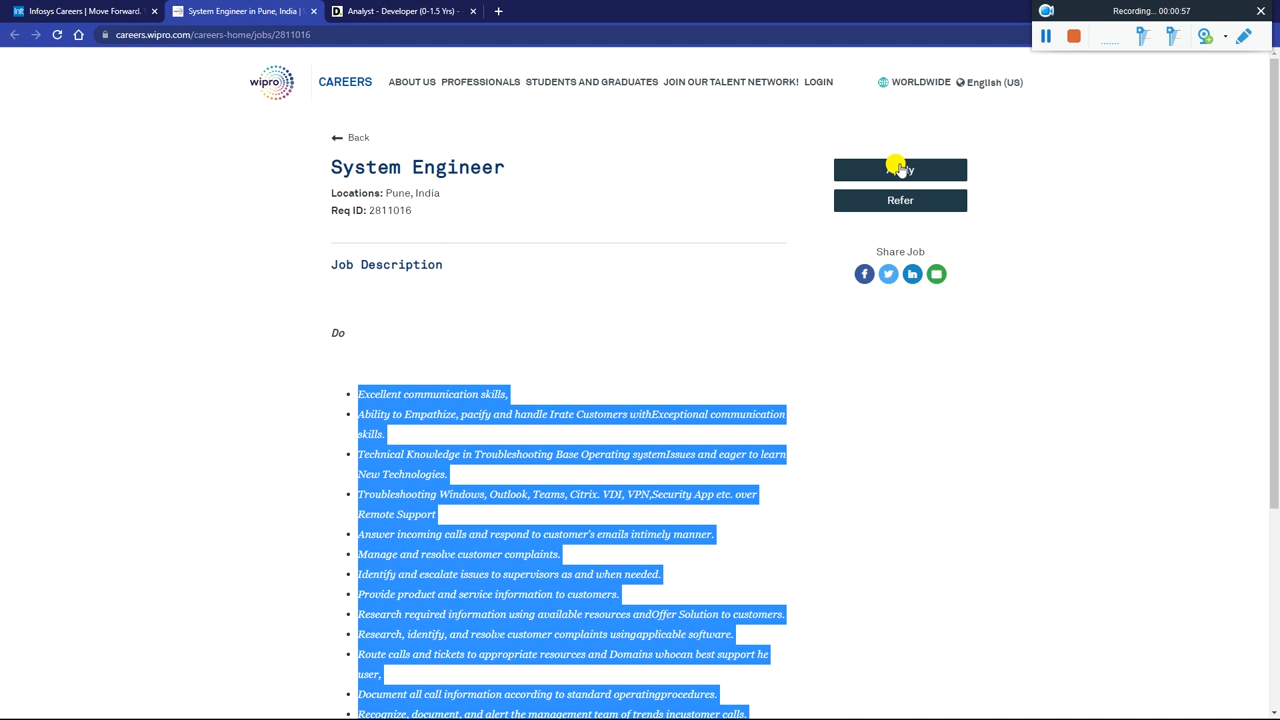 Infosys Careers | Move Forward.
System Engineer in Pune, India |
Analyst - Developer (0-1.5 Yrs) -
Recording... 00:00:57
careers.wipro.com/careers-home/jobs/2811016
wipro
CAREERS
ABOUT US PROFESSIONALS STUDENTS AND GRADUATES JOIN OUR TALENT NETWORK! LOGIN
WORLDWIDE English (US)
Back
System Engineer
Locations: Pune, India
Req ID: 2811016
Refer
Share Job
Job Description
Do
Excellent communication skills,
Ability to Empathize, pacify and handle Irate Customers withExceptional communication
skills.
Technical Knowledge in Troubleshooting Base Operating systemIssues and eager to learn
New Technologies.
Troubleshooting Windows, Outlook, Teams, Citrix. VDI, VPN,Security App etc. over
Remote Support
Answer incoming calls and respond to customer's emails intimely manner.
Manage and resolve customer complaints.
Identify and escalate issues to supervisors as and when needed.
Provide product and service information to customers.
Research required information using available resources andOffer Solution to customers.
Research, identify, and resolve customer complaints usingapplicable software.
Route calls and tickets to appropriate resources and Domains whocan best support he
user,
Document all call information according to standard operatingprocedures.
Recognize, document, and alert the management team of trends incustomer calls.